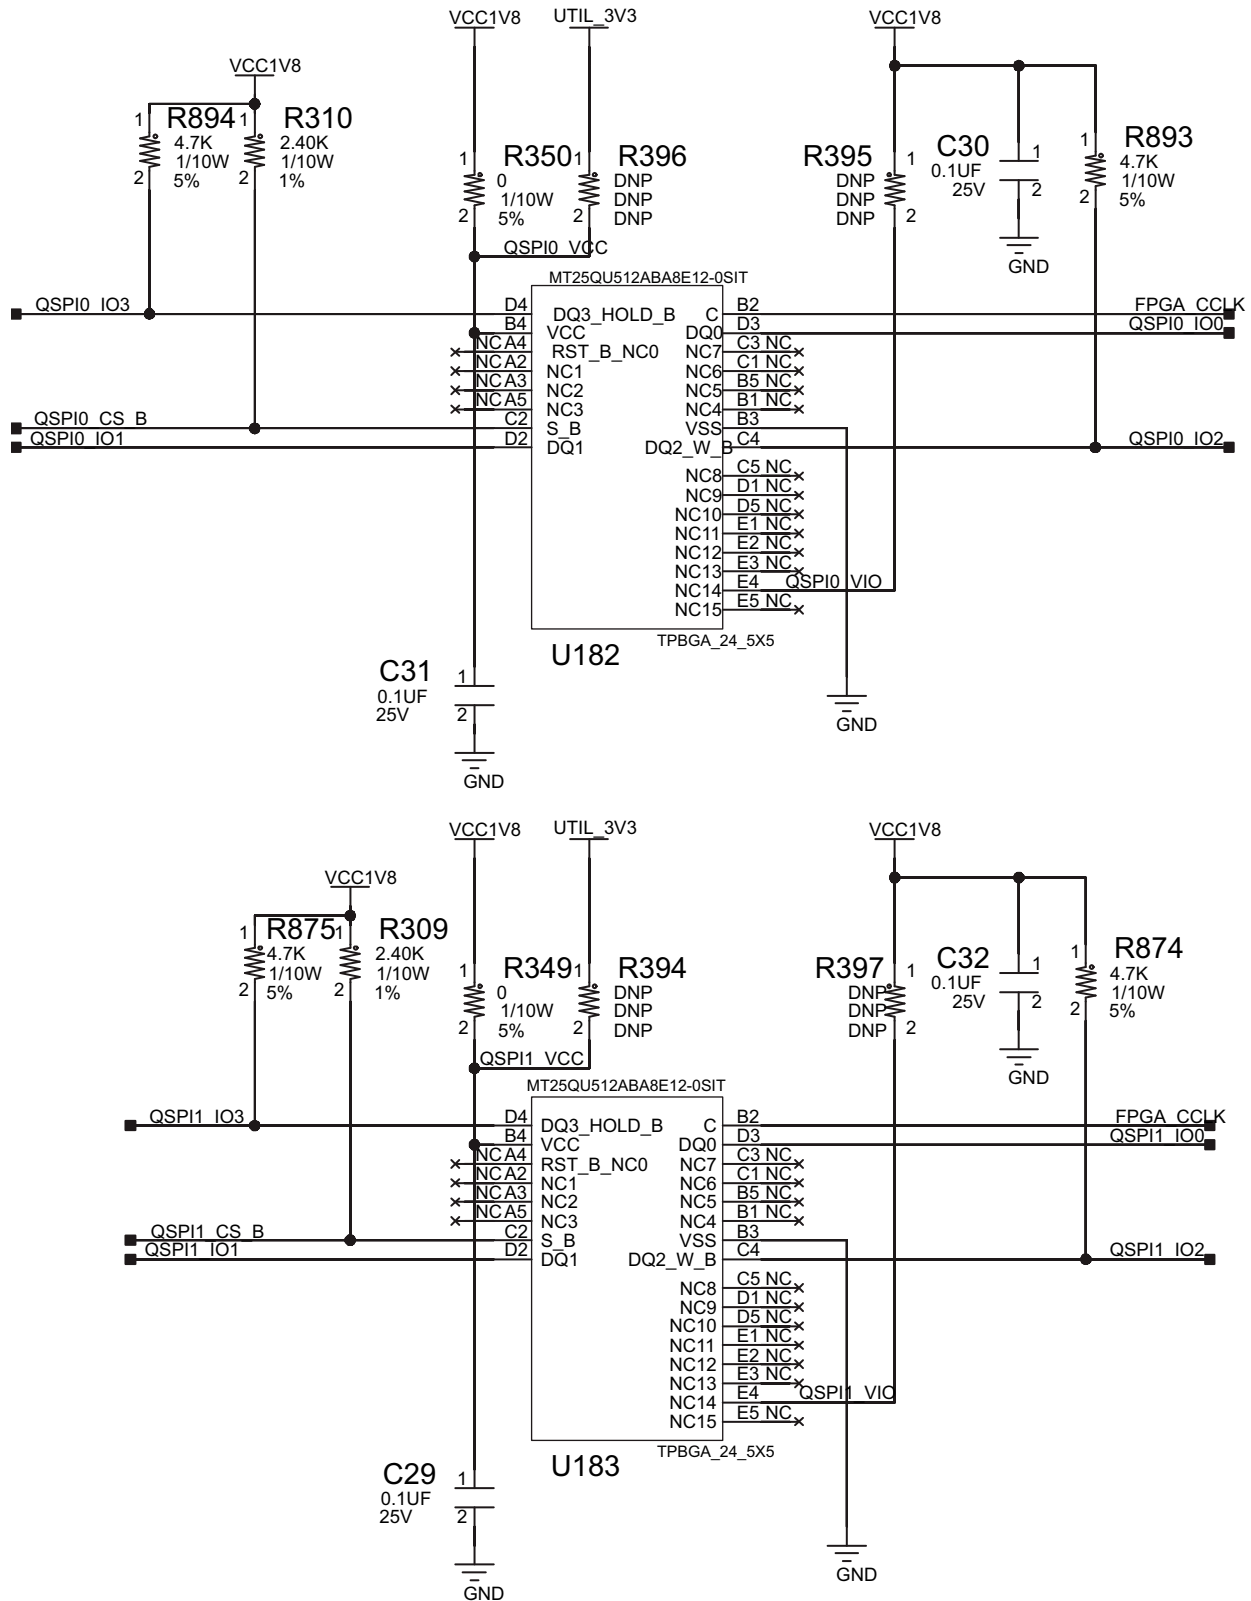 VCC1V8
UTIL_3V3
VCC1V8
VCC1V8
1
R894
4.7K
1/10W
5%
2
1
R310
2.40K
1/10W
1%
2
1
R350
0
1/10W
5%
2
1
R396
DNP
DNP
DNP
2
R395
DNP
DNP
DNP
1
2
C30
0.1UF
25V
1
2
GND
1
R893
4.7K
1/10W
5%
2
QSPI0_VCC
MT25QU512ABA8E12-0SIT
QSPI0_IO3
D4
DQ3_HOLD_B
C
B2
FPGA_CCLK
B4
VCC
DQ0
D3
QSPI0_IO0
NC A4
RST_B_NC0
NC7
C3 NC
NC A2
NC1
NC6
C1 NC
NC A3
NC2
NC5
B5 NC
NC A5
NC3
NC4
B1 NC
QSPI0_CS_B
C2
S_B
VSS
B3
QSPI0_IO1
D2
DQ1
DQ2_W_B
C4
QSPI0_IO2
NC8
C5 NC
NC9
D1 NC
NC10
D5 NC
NC11
E1 NC
NC12
E2 NC
NC13
E3 NC
NC14
E4
QSPI0_VIO
NC15
E5 NC
TPBGA_24_5X5
U182
C31
0.1UF
25V
1
2
GND
GND
VCC1V8
UTIL_3V3
VCC1V8
VCC1V8
1
R875
4.7K
1/10W
5%
2
1
R309
2.40K
1/10W
1%
2
1
R349
0
1/10W
5%
2
1
R394
DNP
DNP
DNP
2
R397
DNP
DNP
DNP
1
2
C32
0.1UF
25V
1
2
GND
1
R874
4.7K
1/10W
5%
2
QSPI1_VCC
MT25QU512ABA8E12-0SIT
QSPI1_IO3
D4
DQ3_HOLD_B
C
B2
FPGA_CCLK
B4
VCC
DQ0
D3
QSPI1_IO0
NC A4
RST_B_NC0
NC7
C3 NC
NC A2
NC1
NC6
C1 NC
NC A3
NC2
NC5
B5 NC
NC A5
NC3
NC4
B1 NC
QSPI1_CS_B
C2
S_B
VSS
B3
QSPI1_IO1
D2
DQ1
DQ2_W_B
C4
QSPI1_IO2
NC8
C5 NC
NC9
D1 NC
NC10
D5 NC
NC11
E1 NC
NC12
E2 NC
NC13
E3 NC
NC14
E4
QSPI1_VIO
NC15
E5 NC
TPBGA_24_5X5
U183
C29
0.1UF
25V
1
2
GND
GND